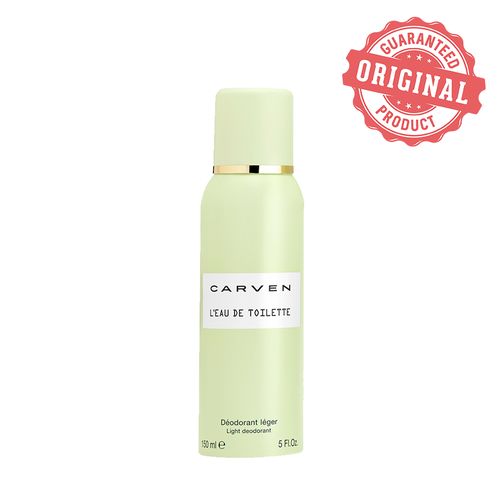 GUARANTEED
ORIGINAL
PRODUCT
CARVEN
L'EAU DE TOILETTE
Déodorant léger
Light deodorant
150 ml ℮ 5 Fl.Oz.